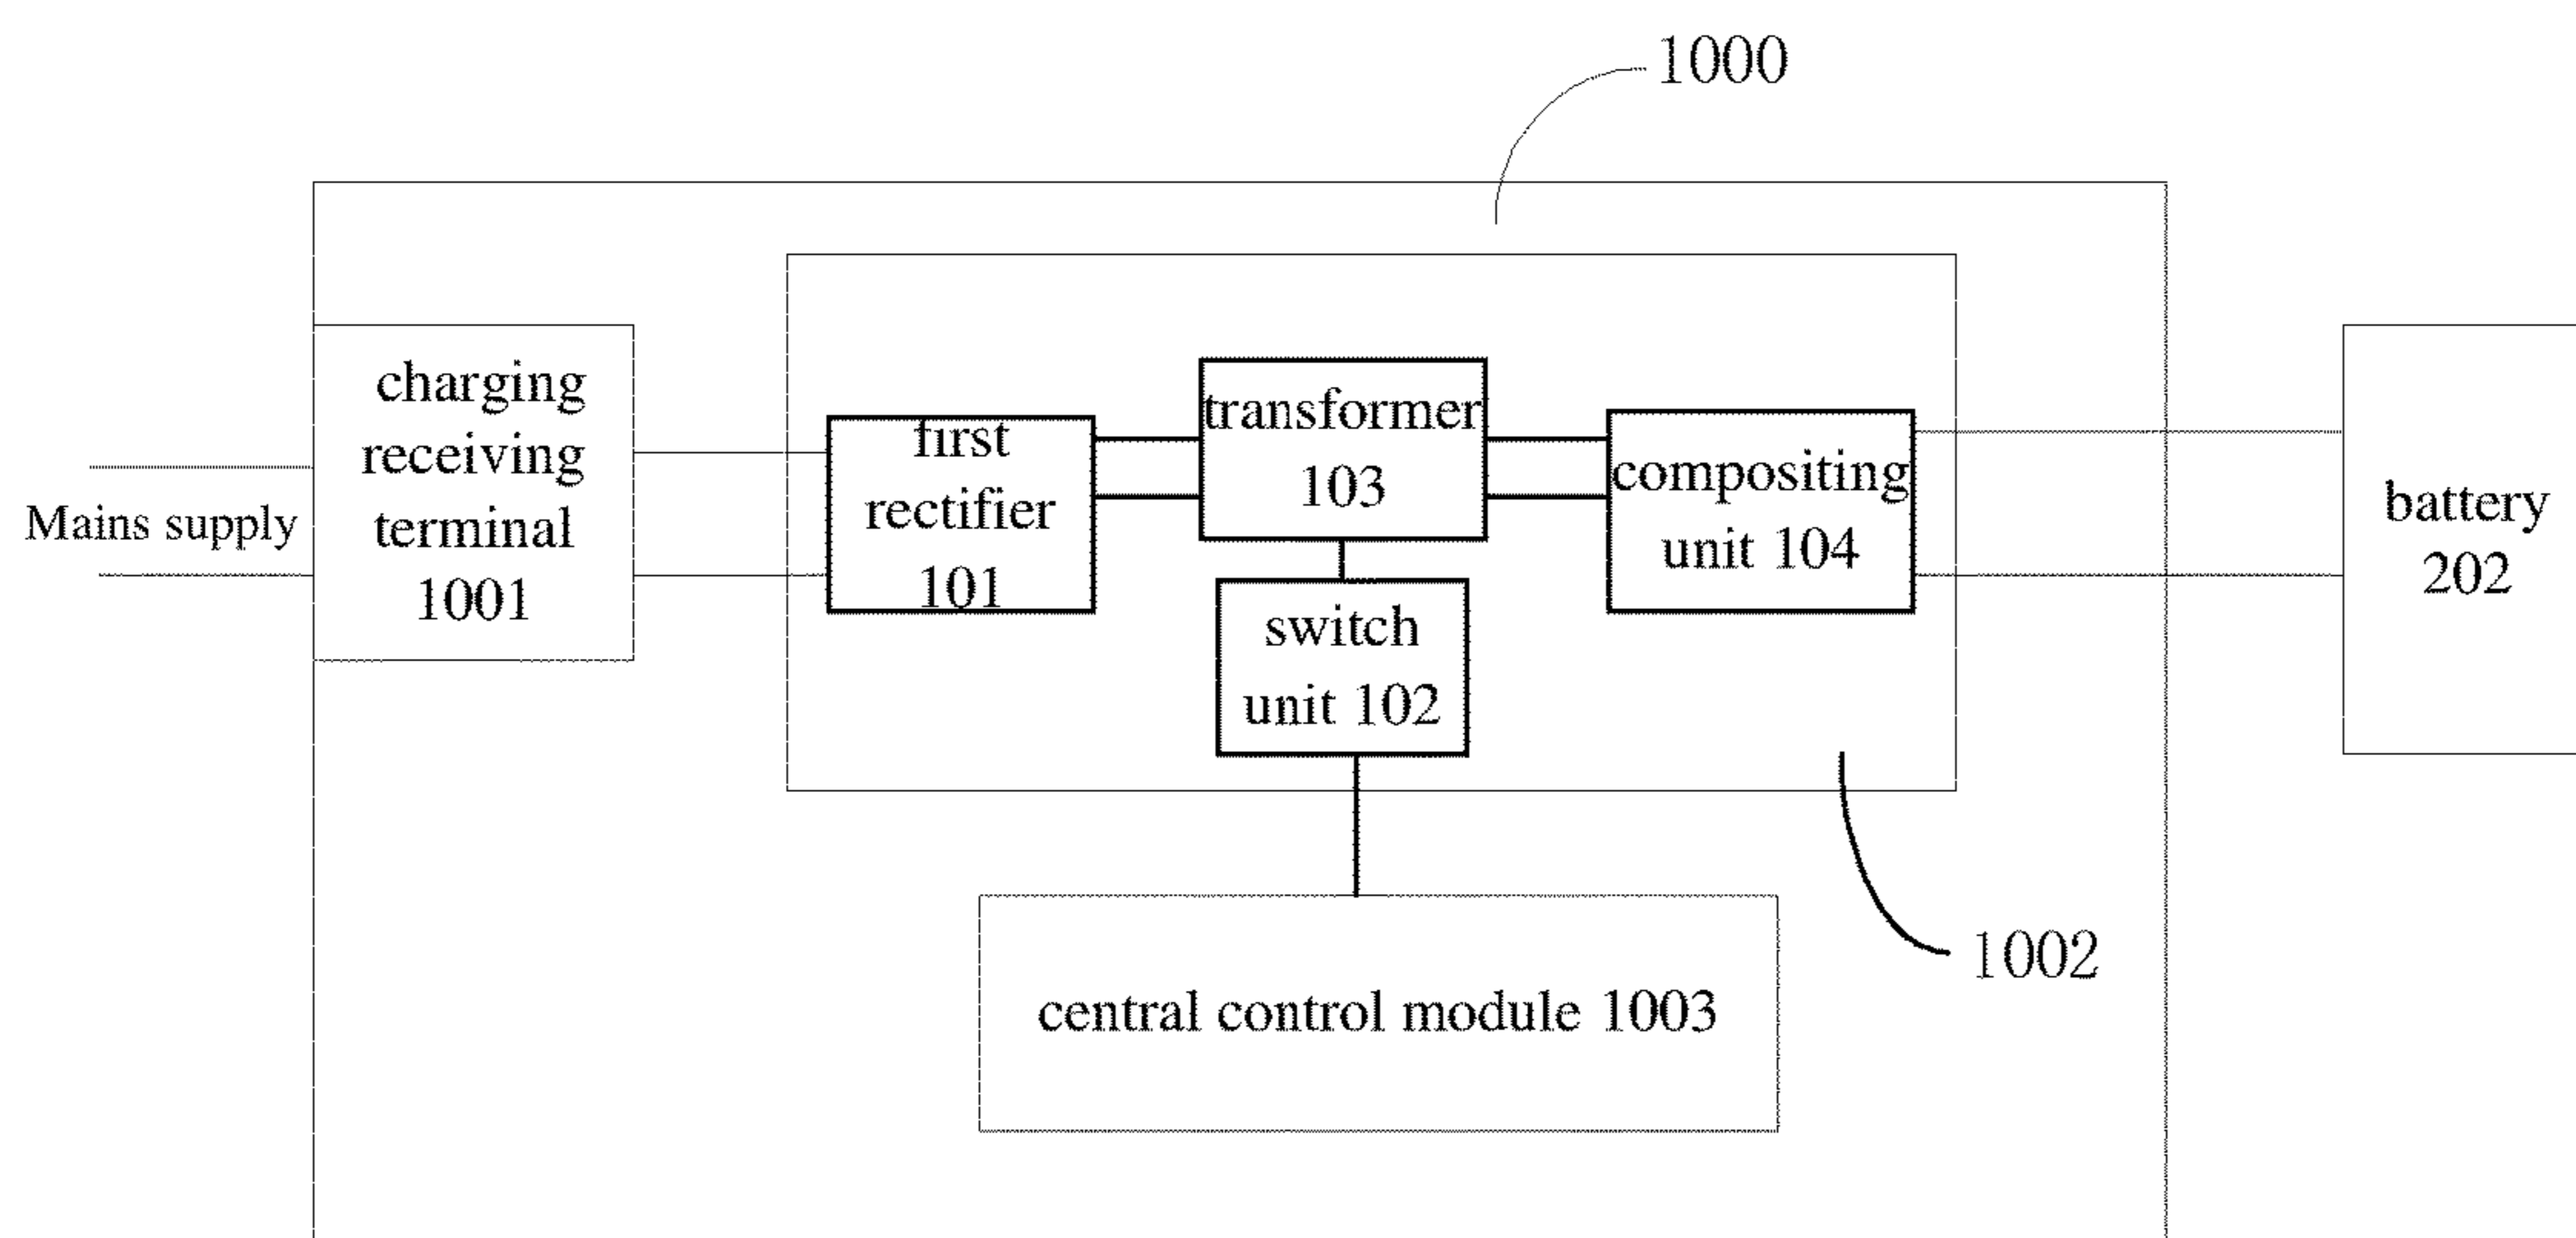 1000
Mains supply
charging
receiving
terminal
1001
first
rectifier
101
transformer
103
switch
unit 102
compositing
unit 104
battery
202
1002
central control module 1003